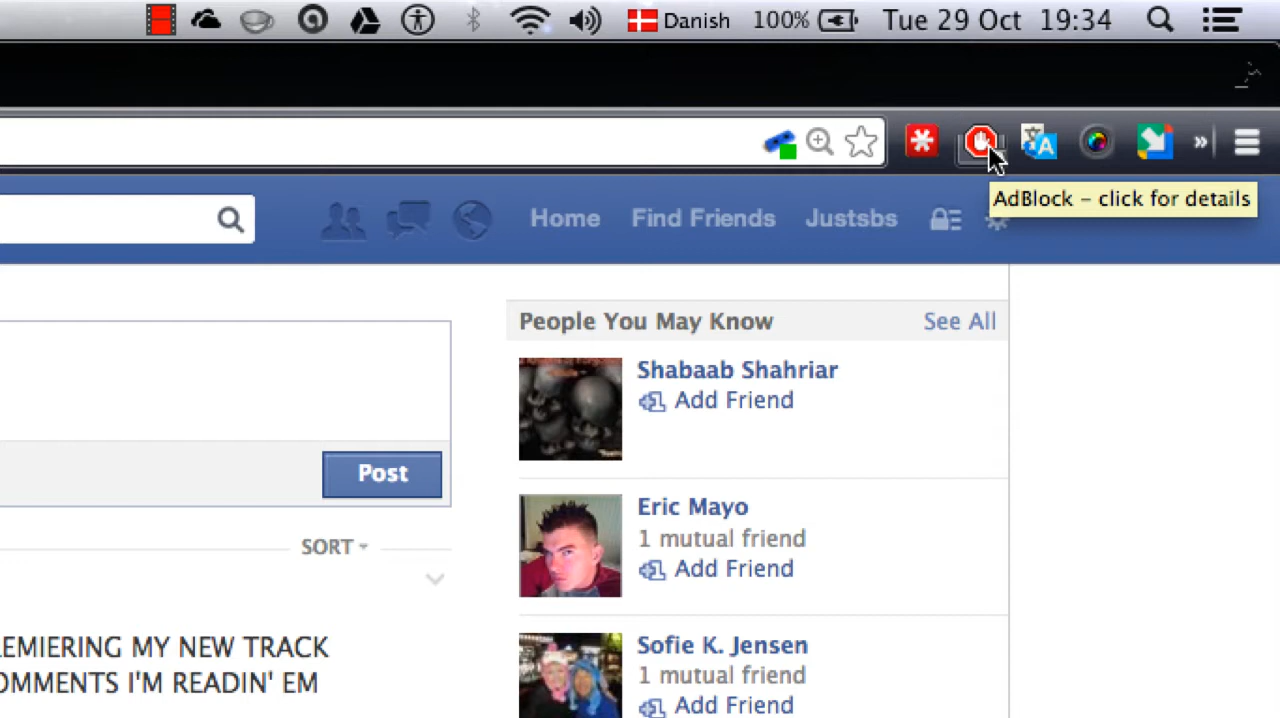 Danish 100% Tue 29 Oct 19:34
AdBlock – click for details
Home Find Friends Justsbs
People You May Know See All
Shabaab Shahriar
Add Friend
Eric Mayo
1 mutual friend
Add Friend
Sofie K. Jensen
1 mutual friend
Add Friend
Post
SORT
REMIERING MY NEW TRACK
OMMENTS I'M READIN' EM